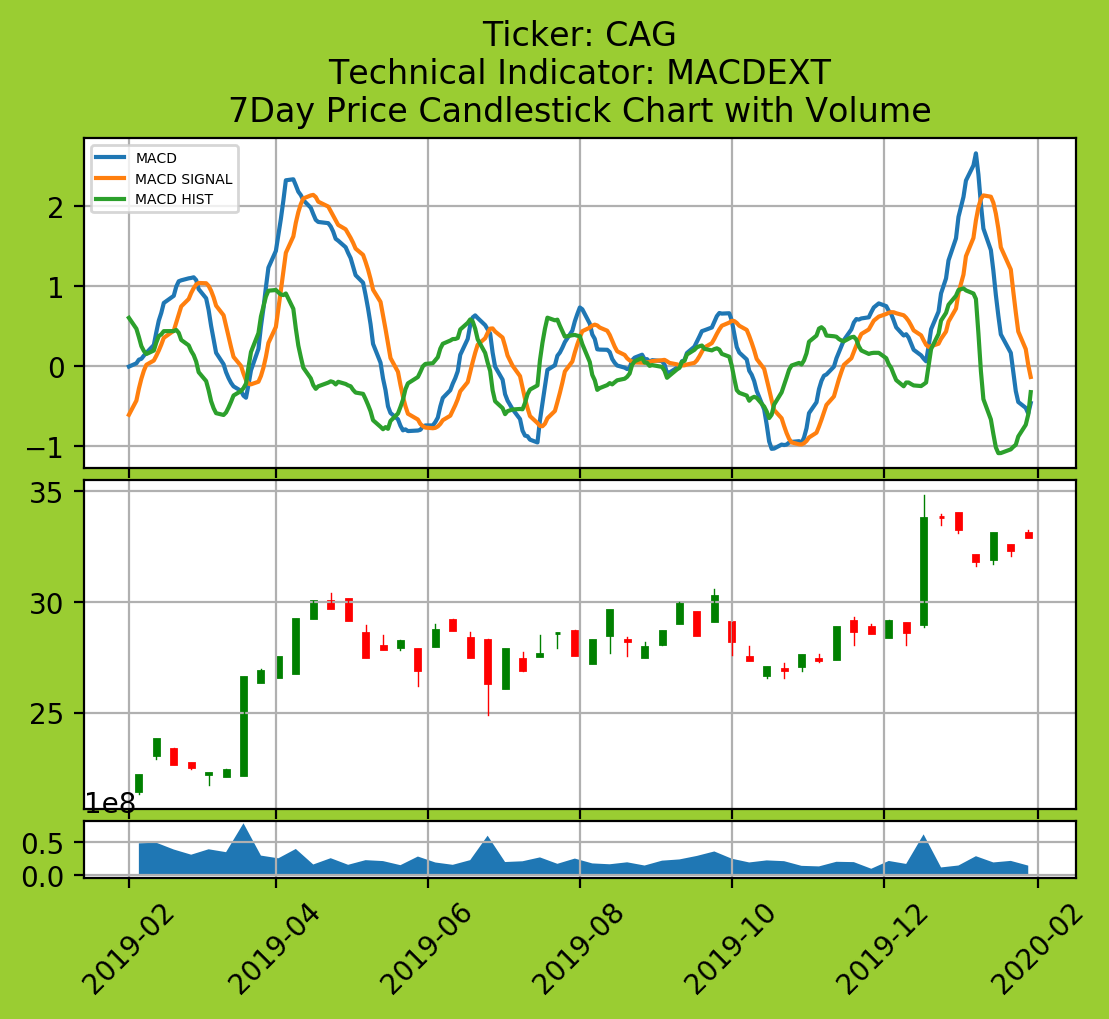 Ticker: CAG
Technical Indicator: MACDEXT
7Day Price Candlestick Chart with Volume
MACD
MACD SIGNAL
MACD HIST
2
1
0
−1
35
30
25
1e8
0.5
0.0
2019-02
2019-04
2019-06
2019-08
2019-10
2019-12
2020-02